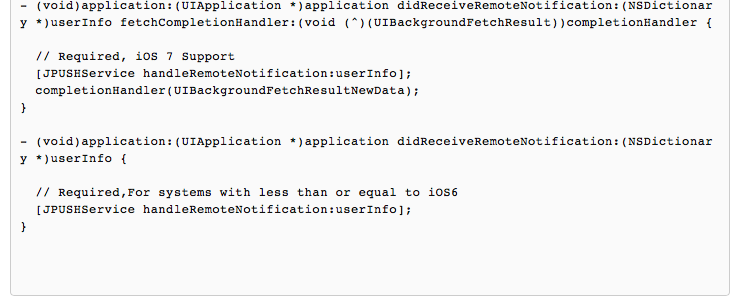 - (void)application:(UIApplication *)application didReceiveRemoteNotification:(NSDictionar
y *)userInfo fetchCompletionHandler:(void (^)(UIBackgroundFetchResult))completionHandler {
// Required, iOS 7 Support
[JPUSHService handleRemoteNotification:userInfo];
completionHandler(UIBackgroundFetchResultNewData);
}
- (void)application:(UIApplication *)application didReceiveRemoteNotification:(NSDictionar
y *)userInfo {
// Required,For systems with less than or equal to iOS6
[JPUSHService handleRemoteNotification:userInfo];
}